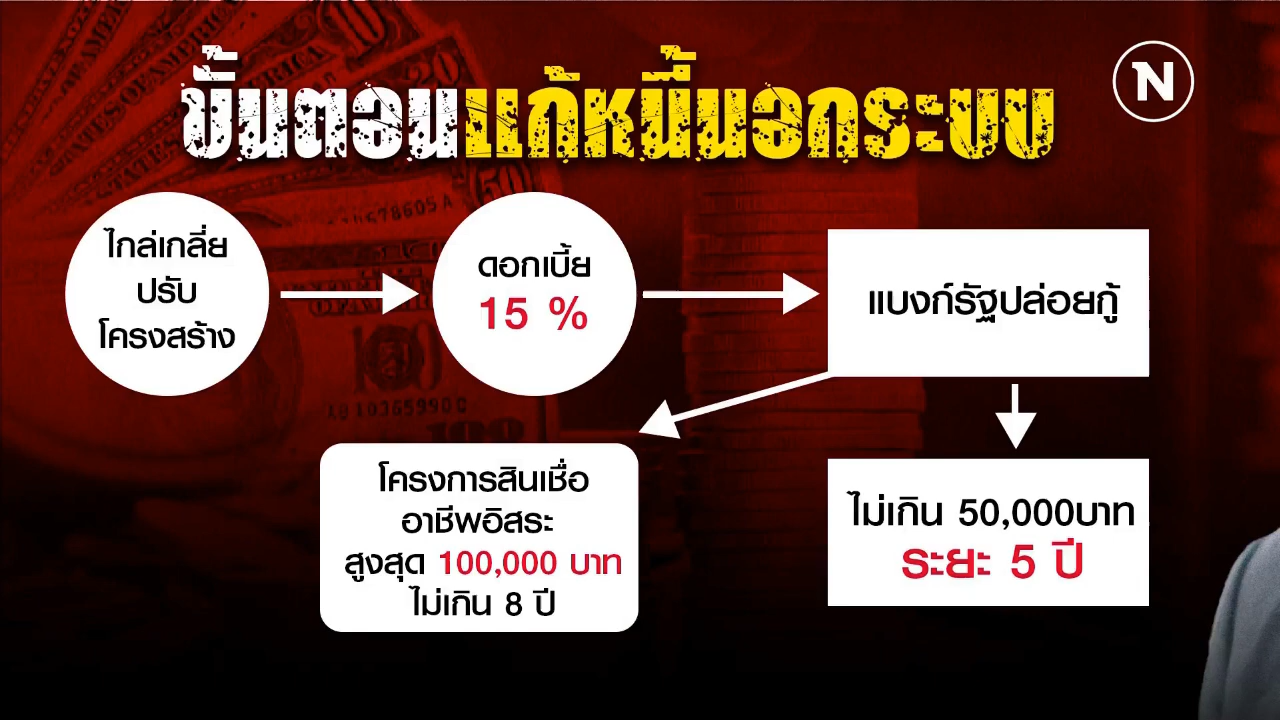 ขั้นตอนแก้หนี้นอกระบบ
N
ไกล่เกลี่ย
ปรับ
โครงสร้าง
ดอกเบี้ย
15 %
แบงก์รัฐปล่อยกู้
โครงการสินเชื่อ
อาชีพอิสระ
สูงสุด 100,000 บาท
ไม่เกิน 8 ปี
ไม่เกิน 50,000บาท
ระยะ 5 ปี